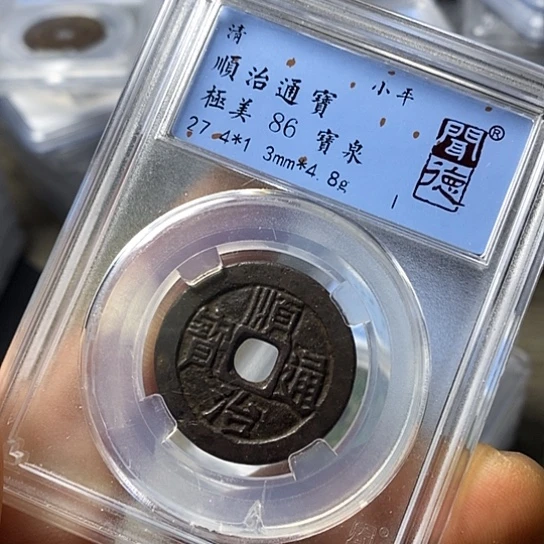 清
順治通寶 小平
極美 86 寶泉
27.4*1.3mm*4.8g
聞德®
順治通寶